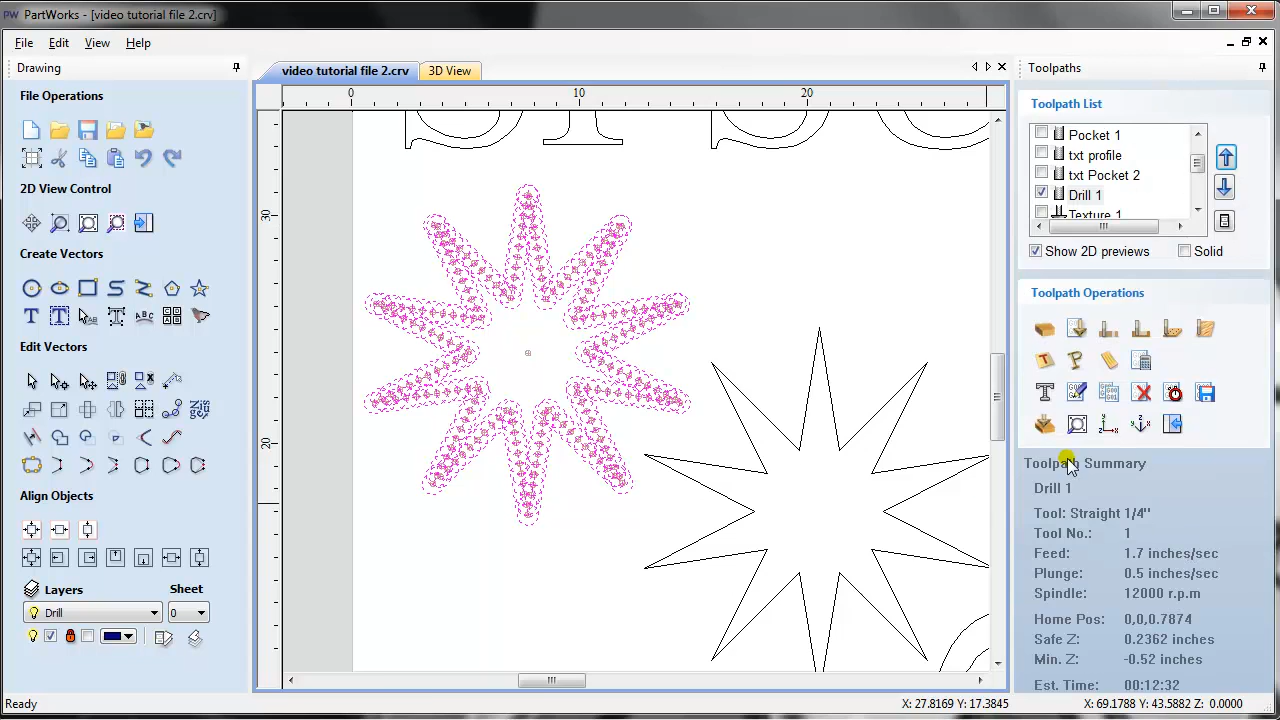 PW PartWorks - [video tutorial file 2.crv]
File Edit View Help
Drawing
File Operations
2D View Control
Create Vectors
Edit Vectors
Align Objects
Layers Sheet
Drill 0
video tutorial file 2.crv 3D View
0 10 20
30
20
Toolpaths
Toolpath List
Pocket 1
txt profile
txt Pocket 2
Drill 1
Texture 1
Show 2D previews Solid
Toolpath Operations
Toolpath Summary
Drill 1
Tool: Straight 1/4"
Tool No.: 1
Feed: 1.7 inches/sec
Plunge: 0.5 inches/sec
Spindle: 12000 r.p.m
Home Pos: 0,0,0.7874
Safe Z: 0.2362 inches
Min. Z: -0.52 inches
Est. Time: 00:12:32
Ready X: 27.8169 Y: 17.3845 X: 69.1788 Y: 43.5882 Z: 0.0000